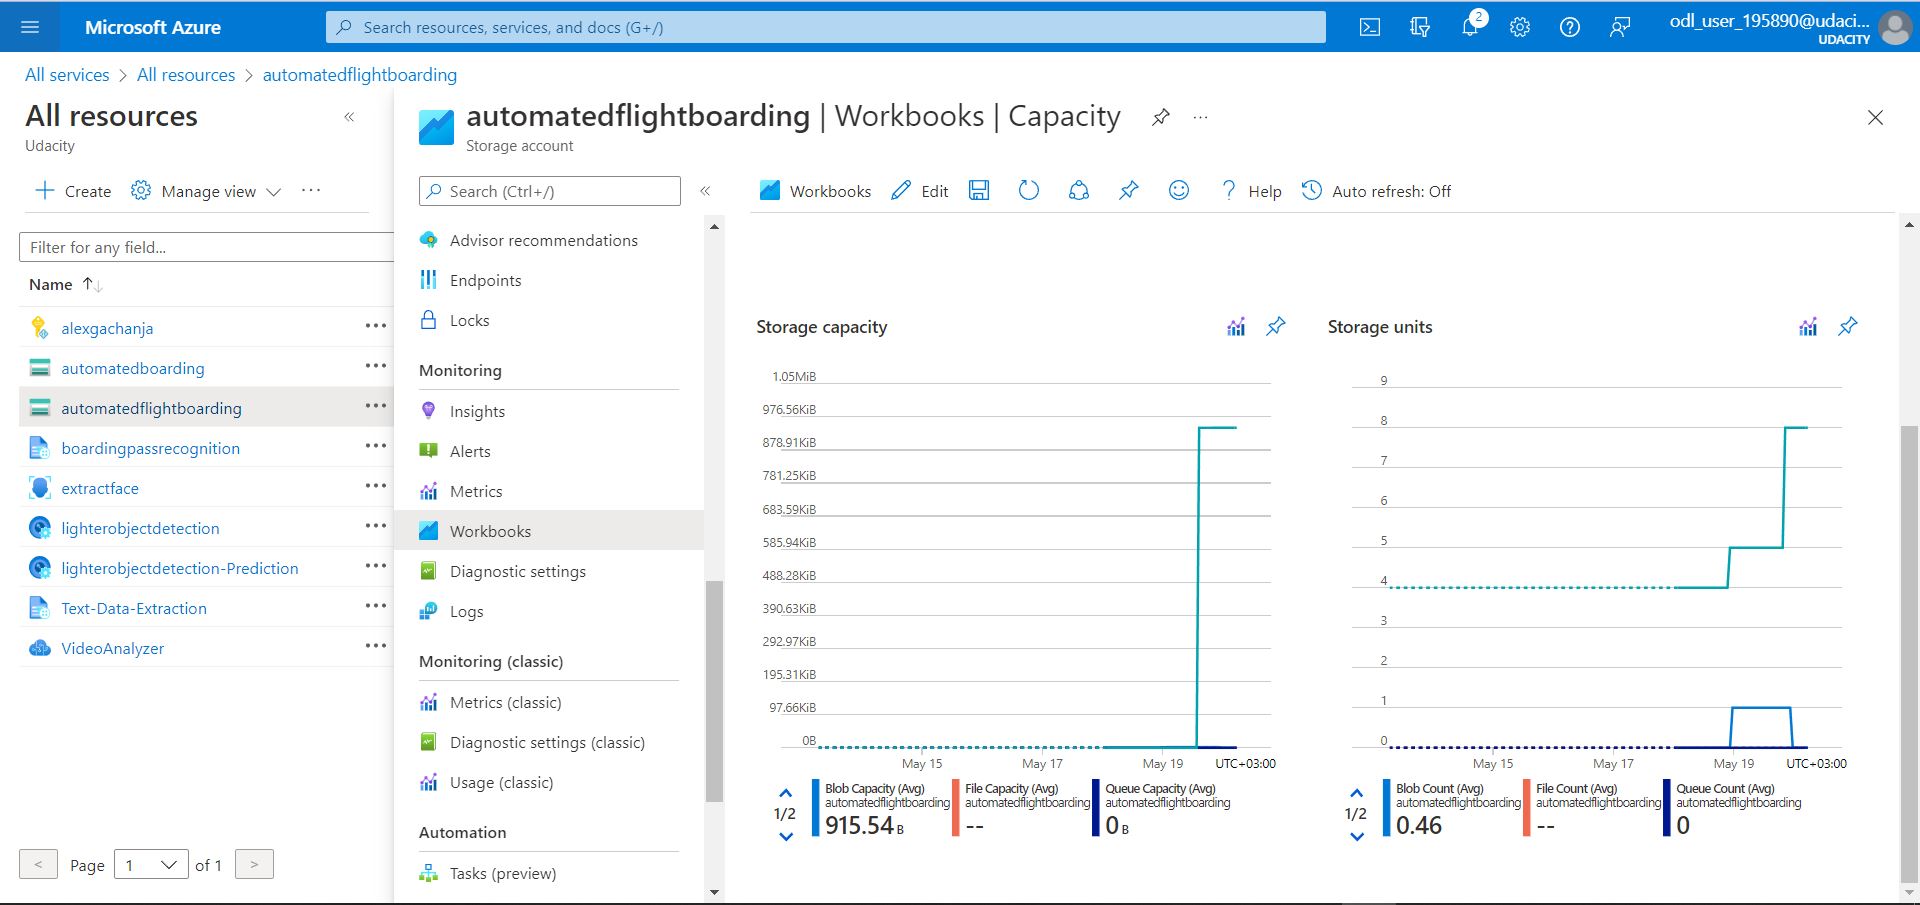 Microsoft Azure
Search resources, services, and docs (G+/)
2
odl_user_195890@udaci...
UDACITY
All services > All resources > automatedflightboarding
All resources
Udacity
Create
Manage view
Filter for any field...
Name
alexgachanja
automatedboarding
automatedflightboarding
boardingpassrecognition
extractface
lighterobjectdetection
lighterobjectdetection-Prediction
Text-Data-Extraction
VideoAnalyzer
< Page 1 of 1 >
automatedflightboarding | Workbooks | Capacity
Storage account
Search (Ctrl+/)
Advisor recommendations
Endpoints
Locks
Monitoring
Insights
Alerts
Metrics
Workbooks
Diagnostic settings
Logs
Monitoring (classic)
Metrics (classic)
Diagnostic settings (classic)
Usage (classic)
Automation
Tasks (preview)
Workbooks Edit Help Auto refresh: Off
Storage capacity
1.05MiB
976.56KiB
878.91KiB
781.25KiB
683.59KiB
585.94KiB
488.28KiB
390.63KiB
292.97KiB
195.31KiB
97.66KiB
0B
May 15 May 17 May 19 UTC+03:00
1/2
Blob Capacity (Avg)
automatedflightboarding
915.54 B
File Capacity (Avg)
automatedflightboarding
--
Queue Capacity (Avg)
automatedflightboarding
0 B
Storage units
9
8
7
6
5
4
3
2
1
0
May 15 May 17 May 19 UTC+03:00
1/2
Blob Count (Avg)
automatedflightboarding
0.46
File Count (Avg)
automatedflightboarding
--
Queue Count (Avg)
automatedflightboarding
0